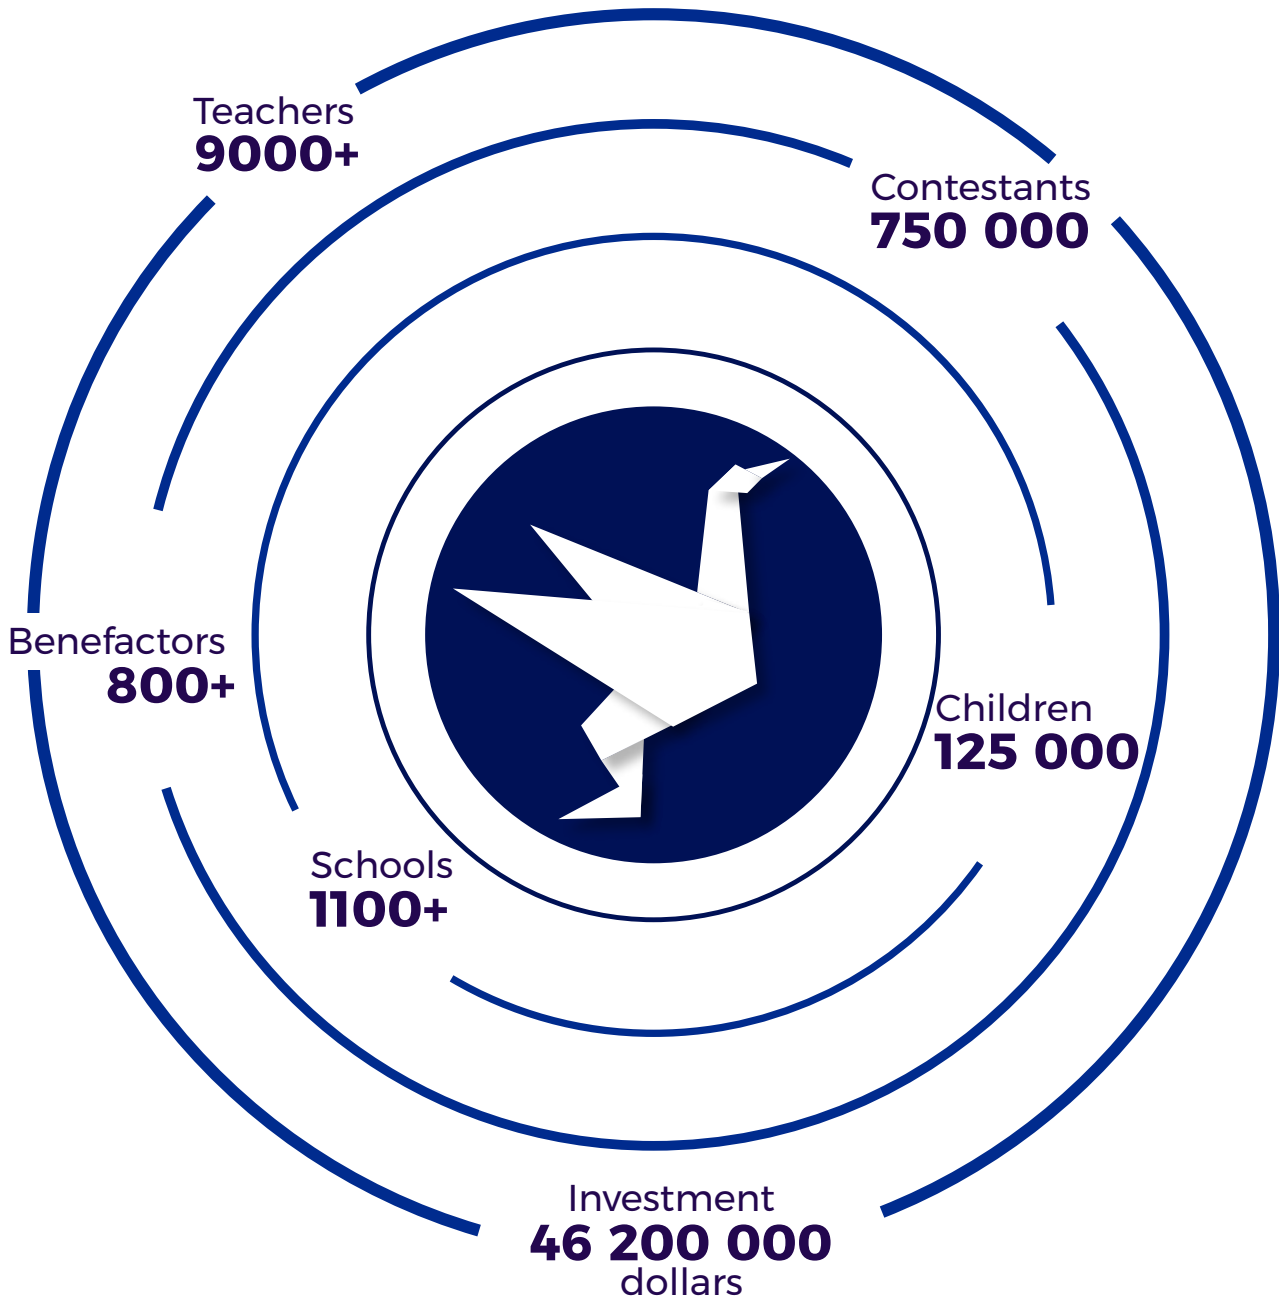 Teachers
9000+
Contestants
750 000
Benefactors
800+
Children
125 000
Schools
1100+
Investment
46 200 000
dollars